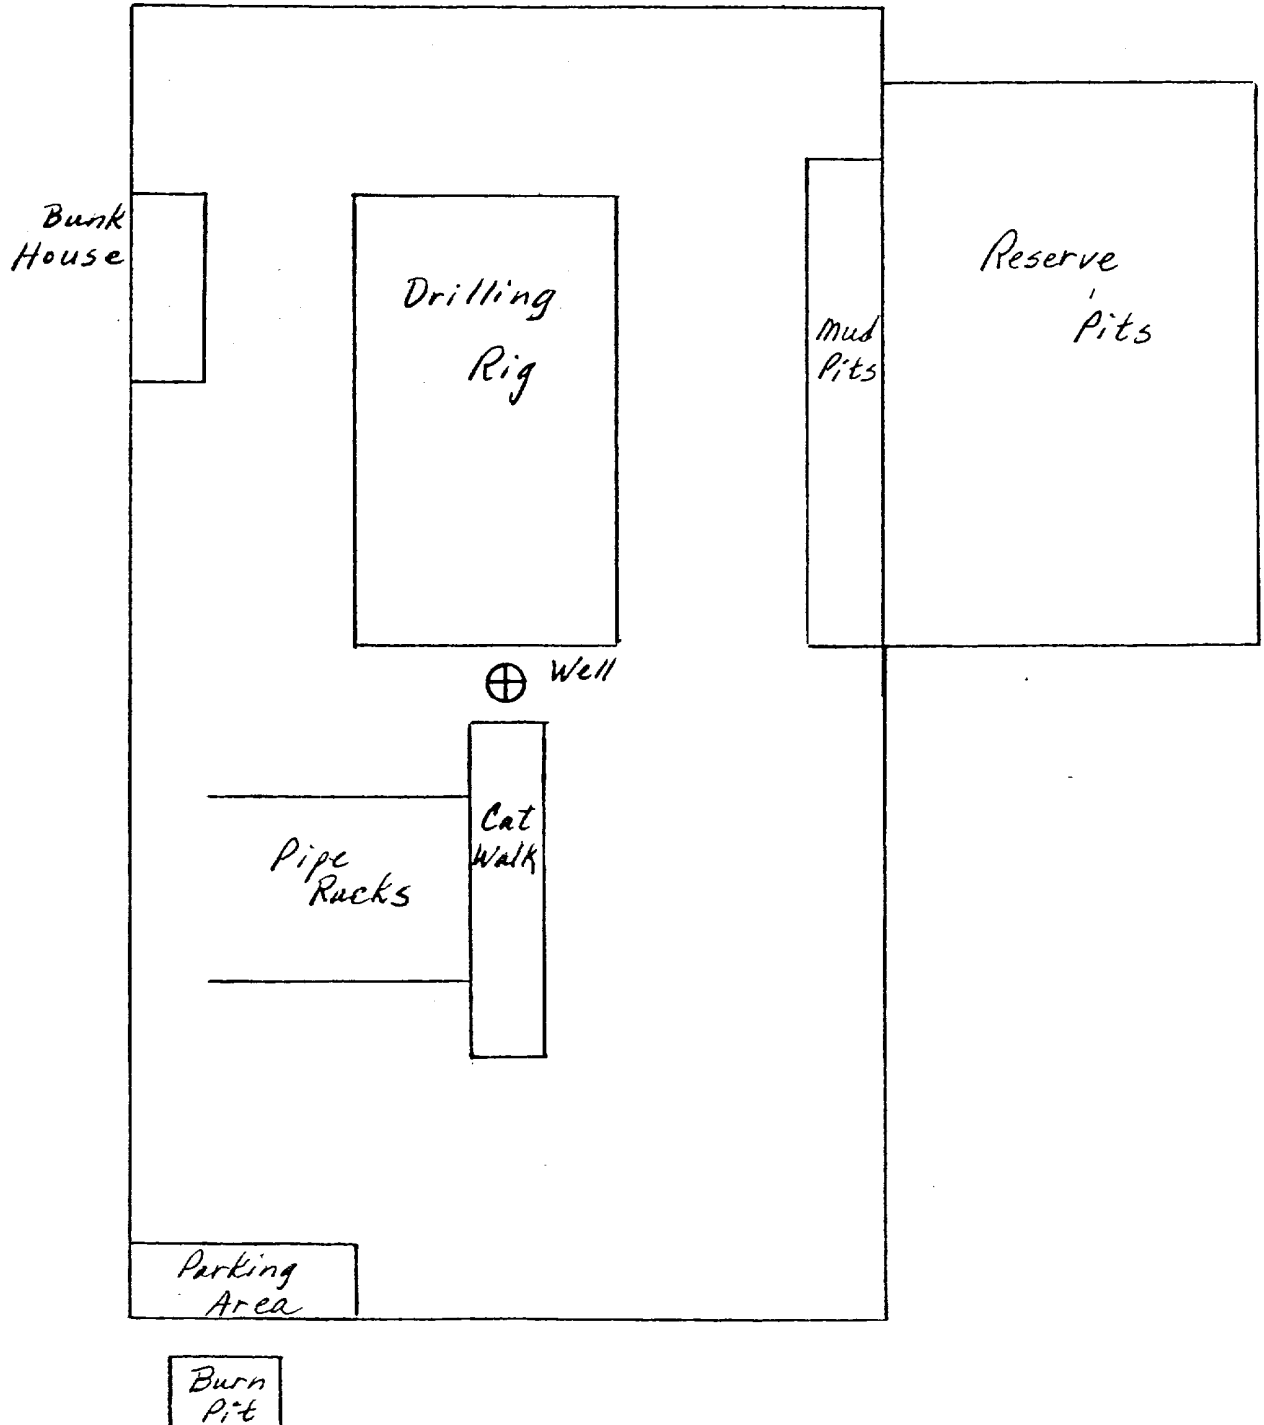 Bunk
House
Drilling
Rig
Mud
Pits
Reserve
Pits
Well
Cat
Walk
Pipe
Racks
Parking
Area
Burn
Pit